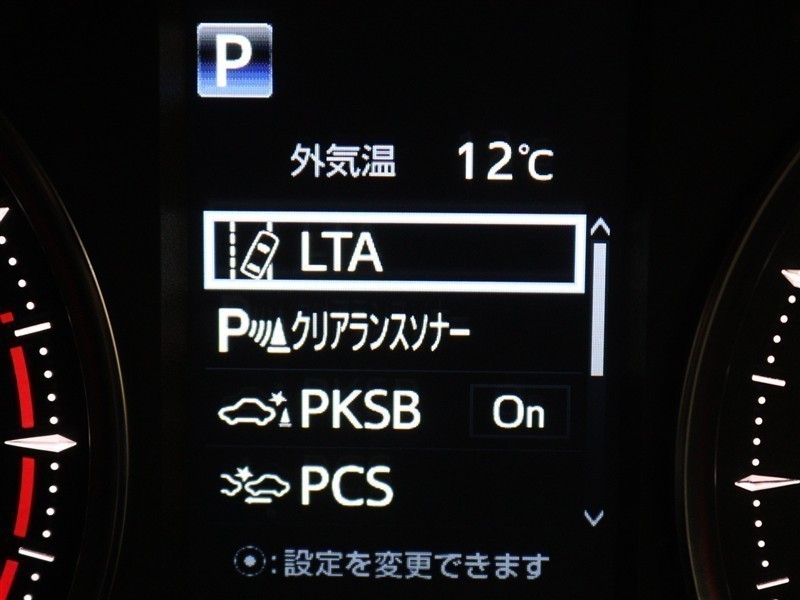 P
外気温 12℃
LTA
Pクリアランスソナー
PKSB On
PCS
:設定を変更できます